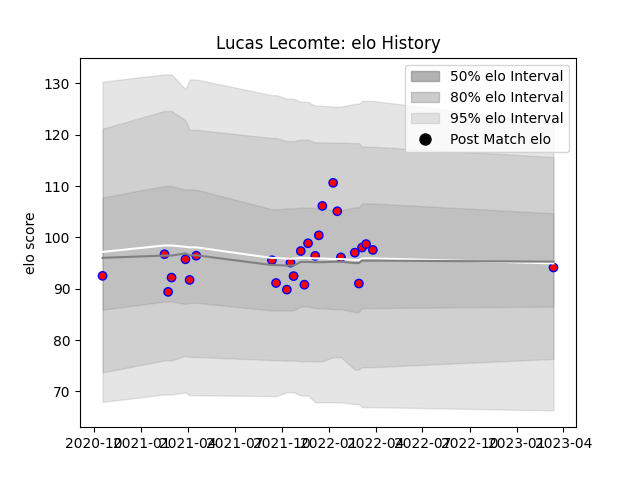 Lucas Lecomte: elo History
50% elo Interval
80% elo Interval
95% elo Interval
Post Match elo
elo score
130
120
110
100
90
80
70
2020-10 2021-01 2021-04 2021-07 2021-10 2022-01 2022-04 2022-07 2022-10 2023-01 2023-04